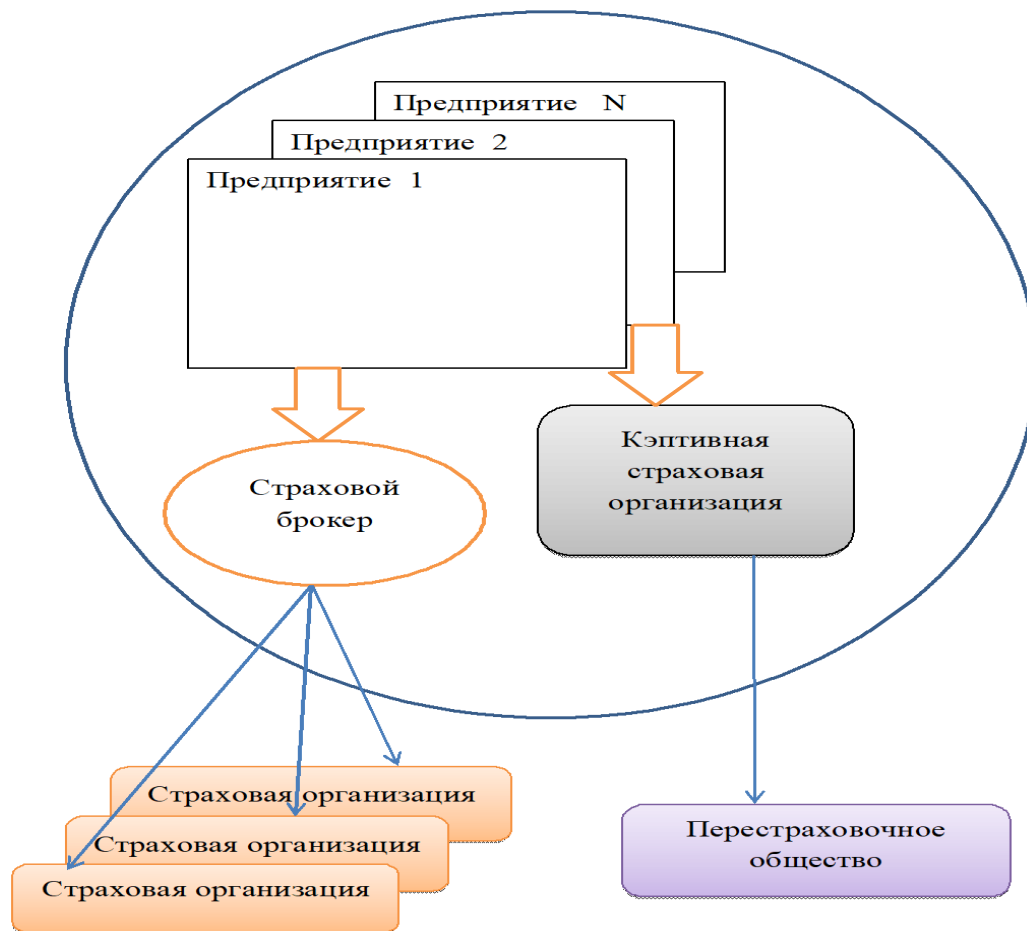 Предприятие N
Предприятие 2
Предприятие 1
Кэптивная
страховая
организация
Страховой
брокер
Страховая организация
Страховая организация
Страховая организация
Перестраховочное
общество